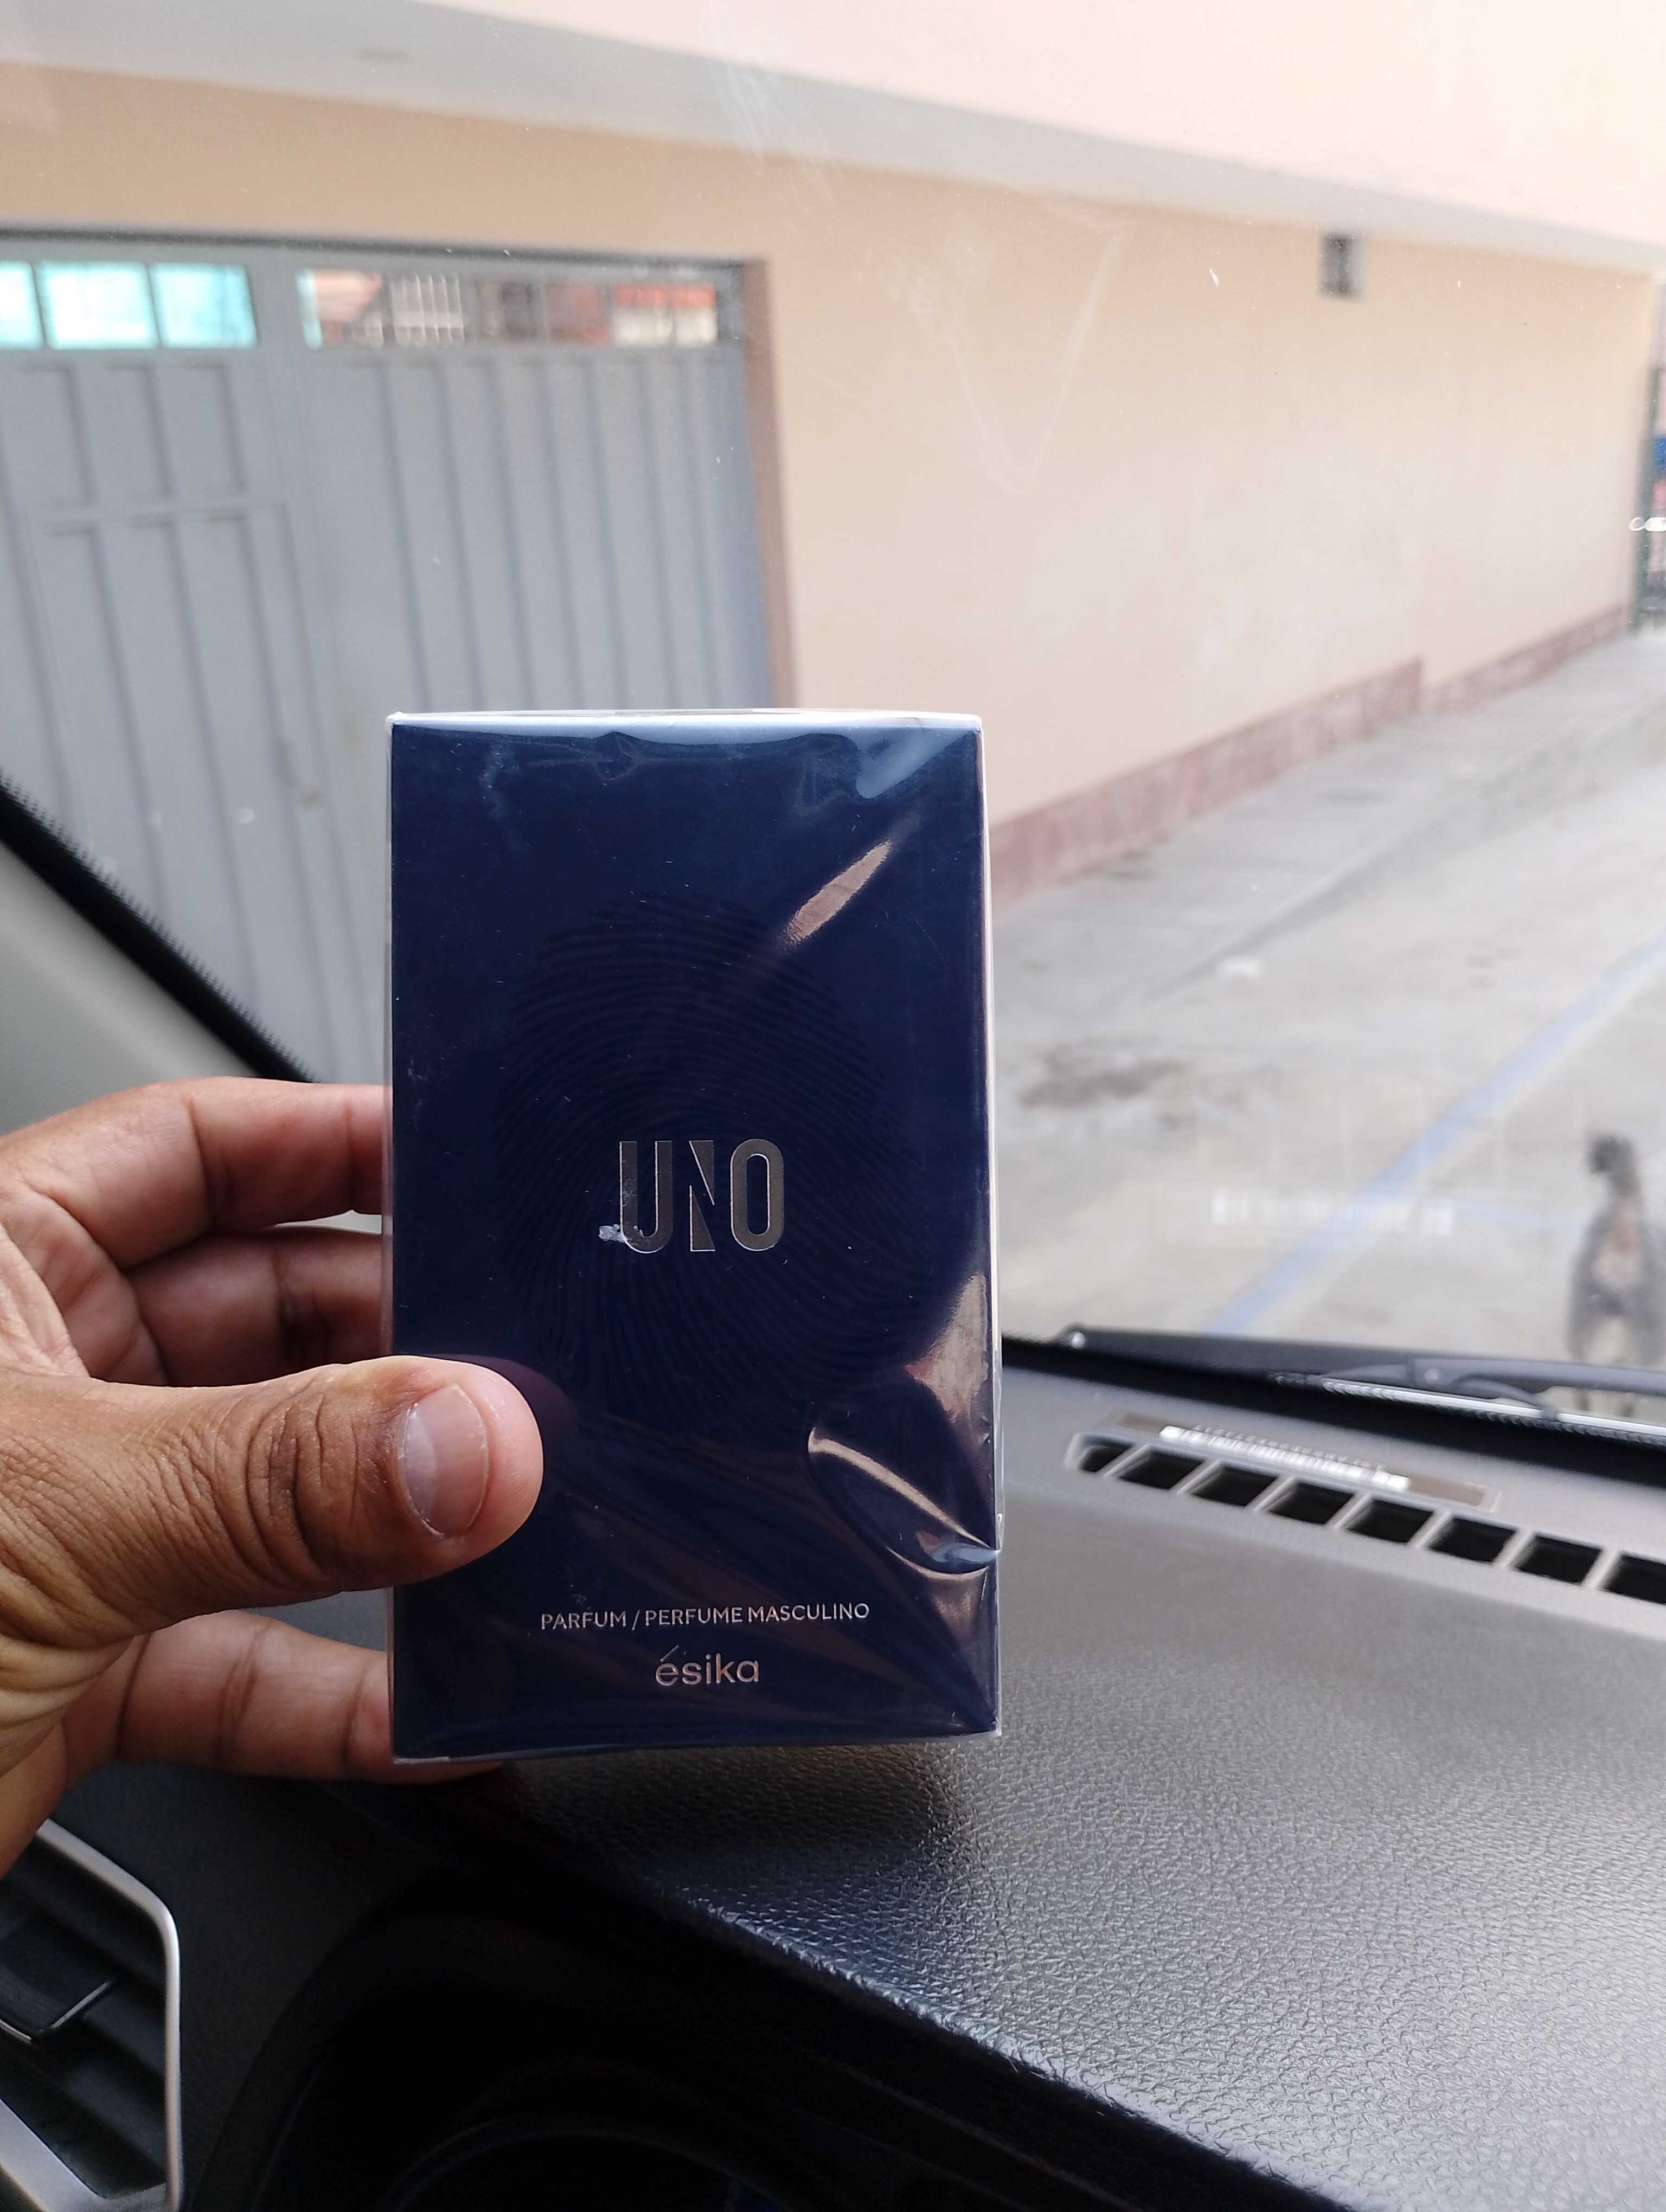 UNO
PARFUM / PERFUME MASCULINO
ésika